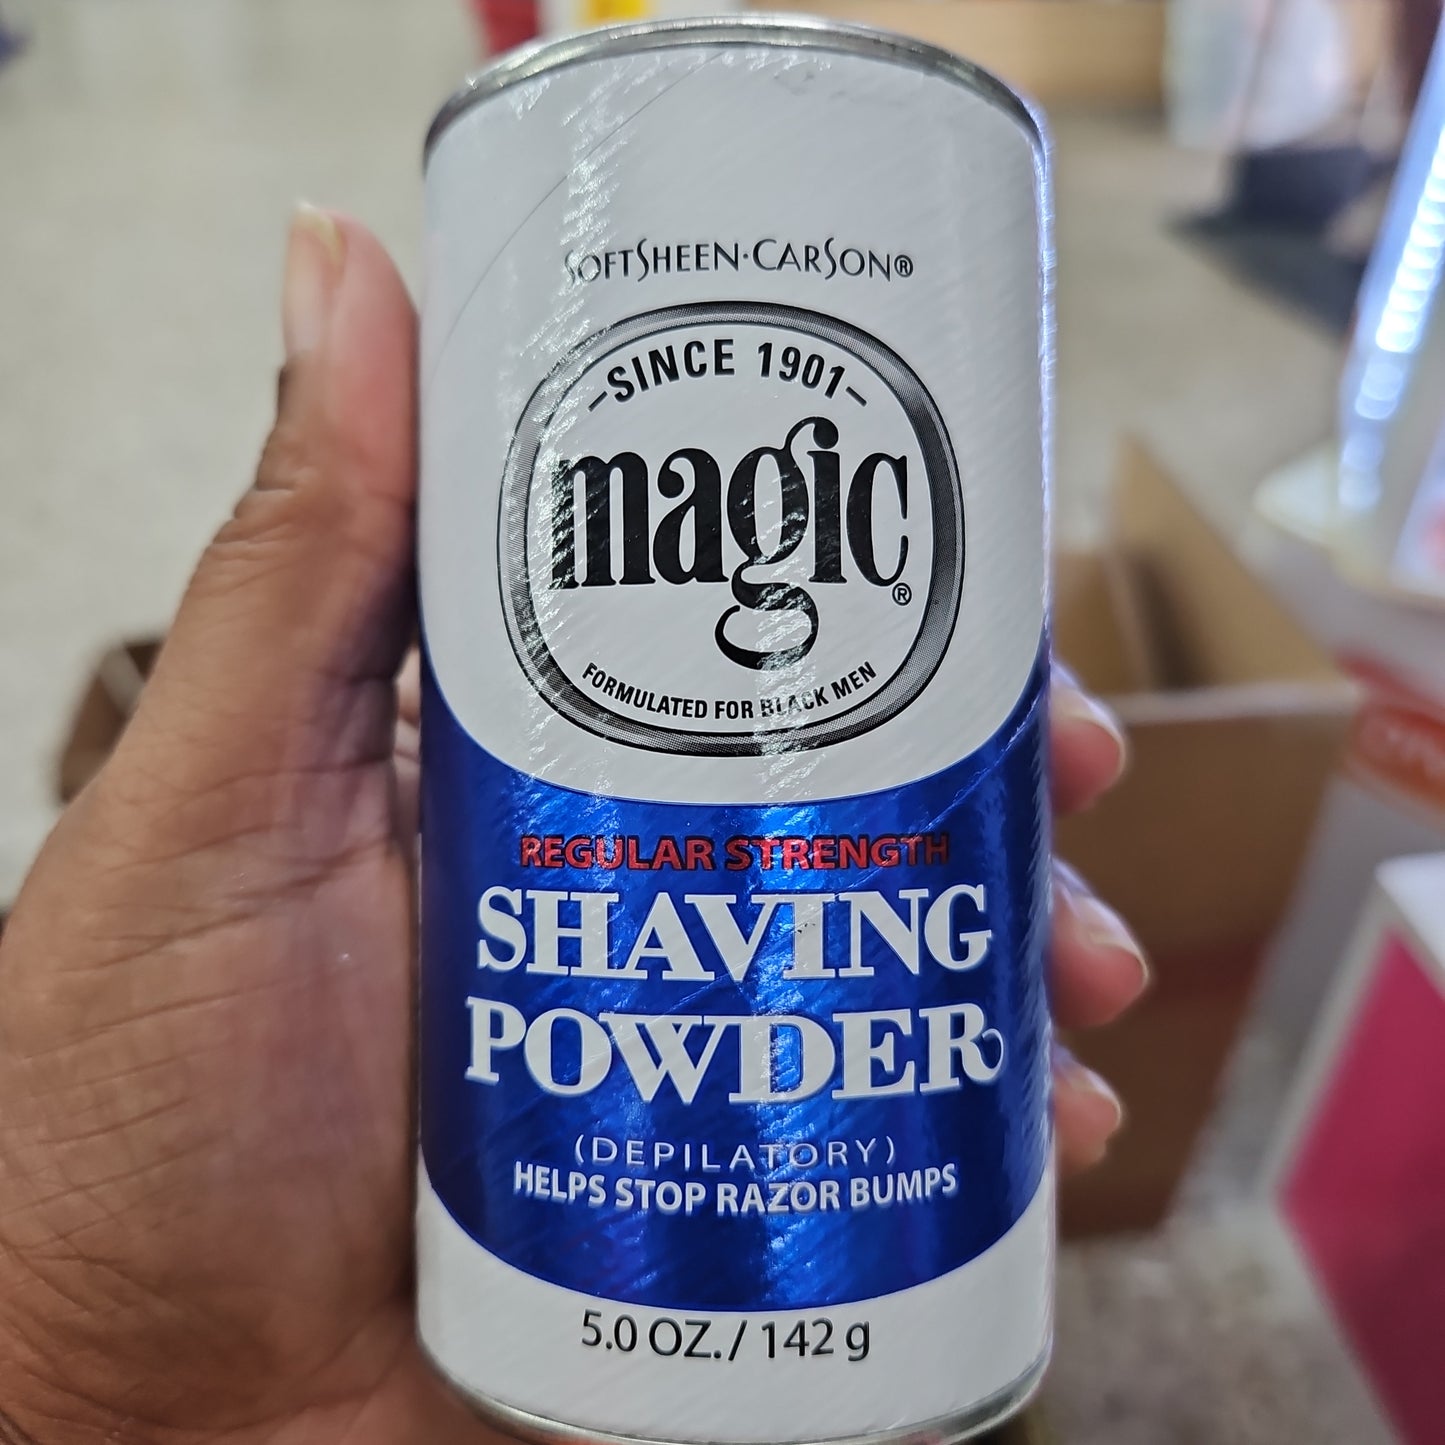 SOFTSHEEN·CARSON®
–SINCE 1901–
magic®
FORMULATED FOR BLACK MEN
REGULAR STRENGTH
SHAVING
POWDER
(DEPILATORY)
HELPS STOP RAZOR BUMPS
5.0 OZ./ 142 g